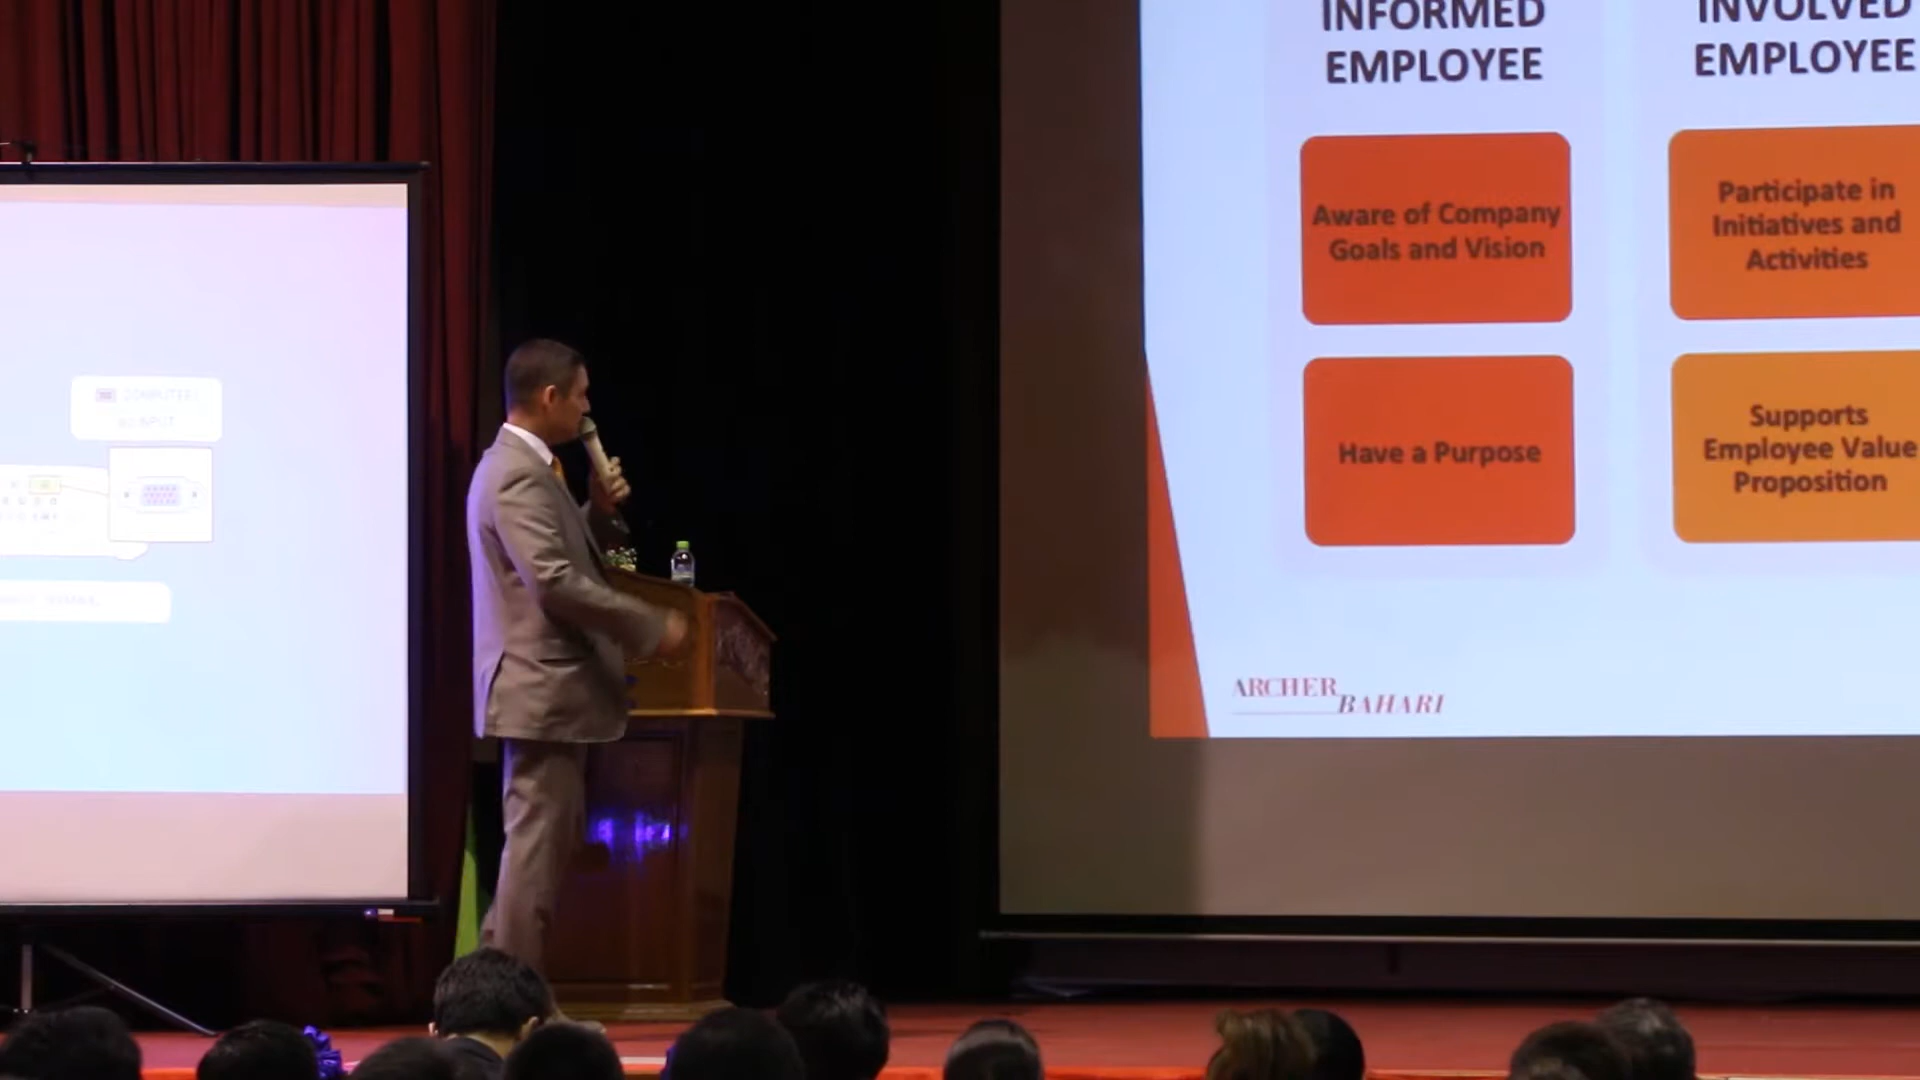 INFORMED
EMPLOYEE
Aware of Company
Goals and Vision
Have a Purpose
INVOLVED
EMPLOYEE
Participate in
Initiatives and
Activities
Supports
Employee Value
Proposition
ARCHER
BAHARI